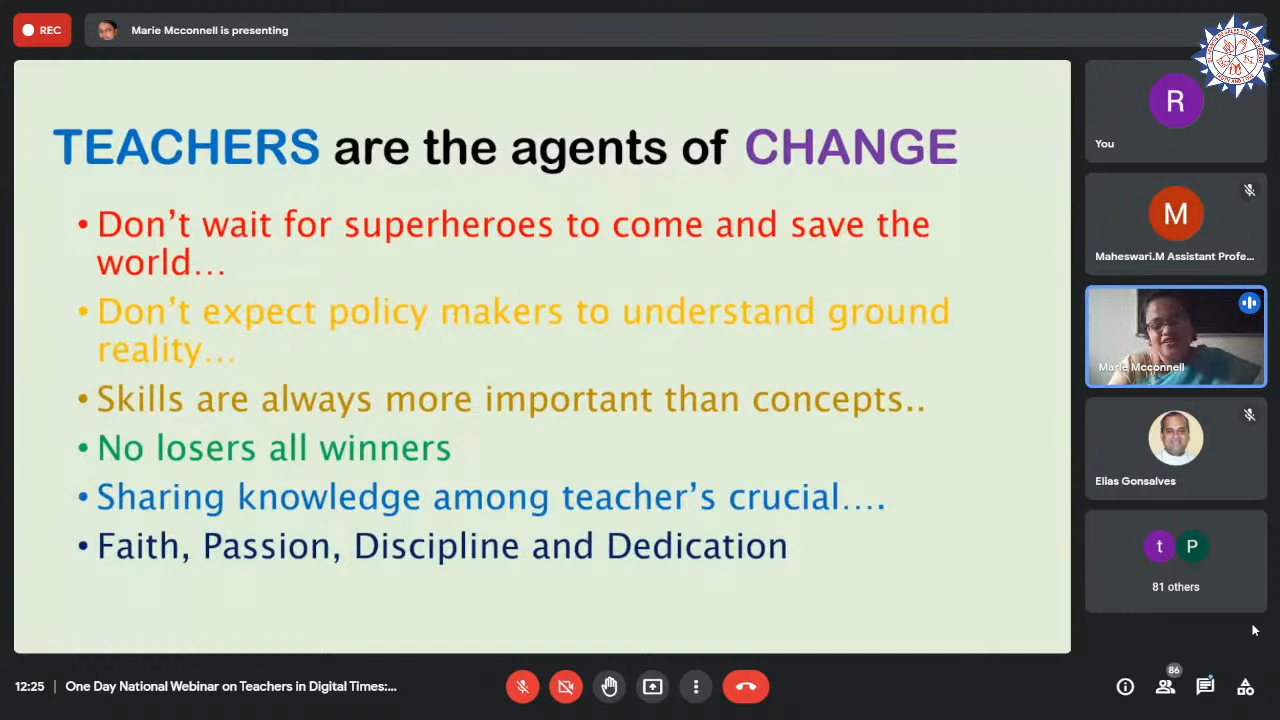 REC
Marie Mcconnell is presenting
TEACHERS are the agents of CHANGE
• Don't wait for superheroes to come and save the
world...
• Don't expect policy makers to understand ground
reality...
• Skills are always more important than concepts..
• No losers all winners
• Sharing knowledge among teacher's crucial....
• Faith, Passion, Discipline and Dedication
R
You
M
Maheswari.M Assistant Profe...
Marie Mcconnell
Elias Gonsalves
t P
81 others
12:25 | One Day National Webinar on Teachers in Digital Times:...
86